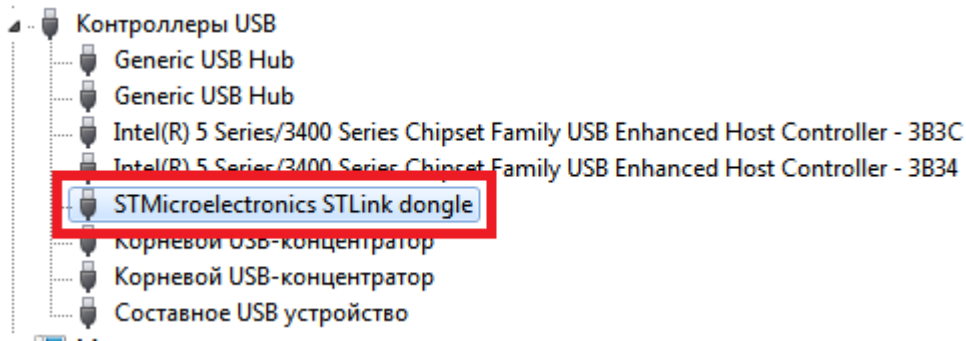 Контроллеры USB
Generic USB Hub
Generic USB Hub
Intel(R) 5 Series/3400 Series Chipset Family USB Enhanced Host Controller - 3B3C
Intel(R) 5 Series/3400 Series Chipset Family USB Enhanced Host Controller - 3B34
STMicroelectronics STLink dongle
Корневой USB-концентратор
Корневой USB-концентратор
Составное USB устройство